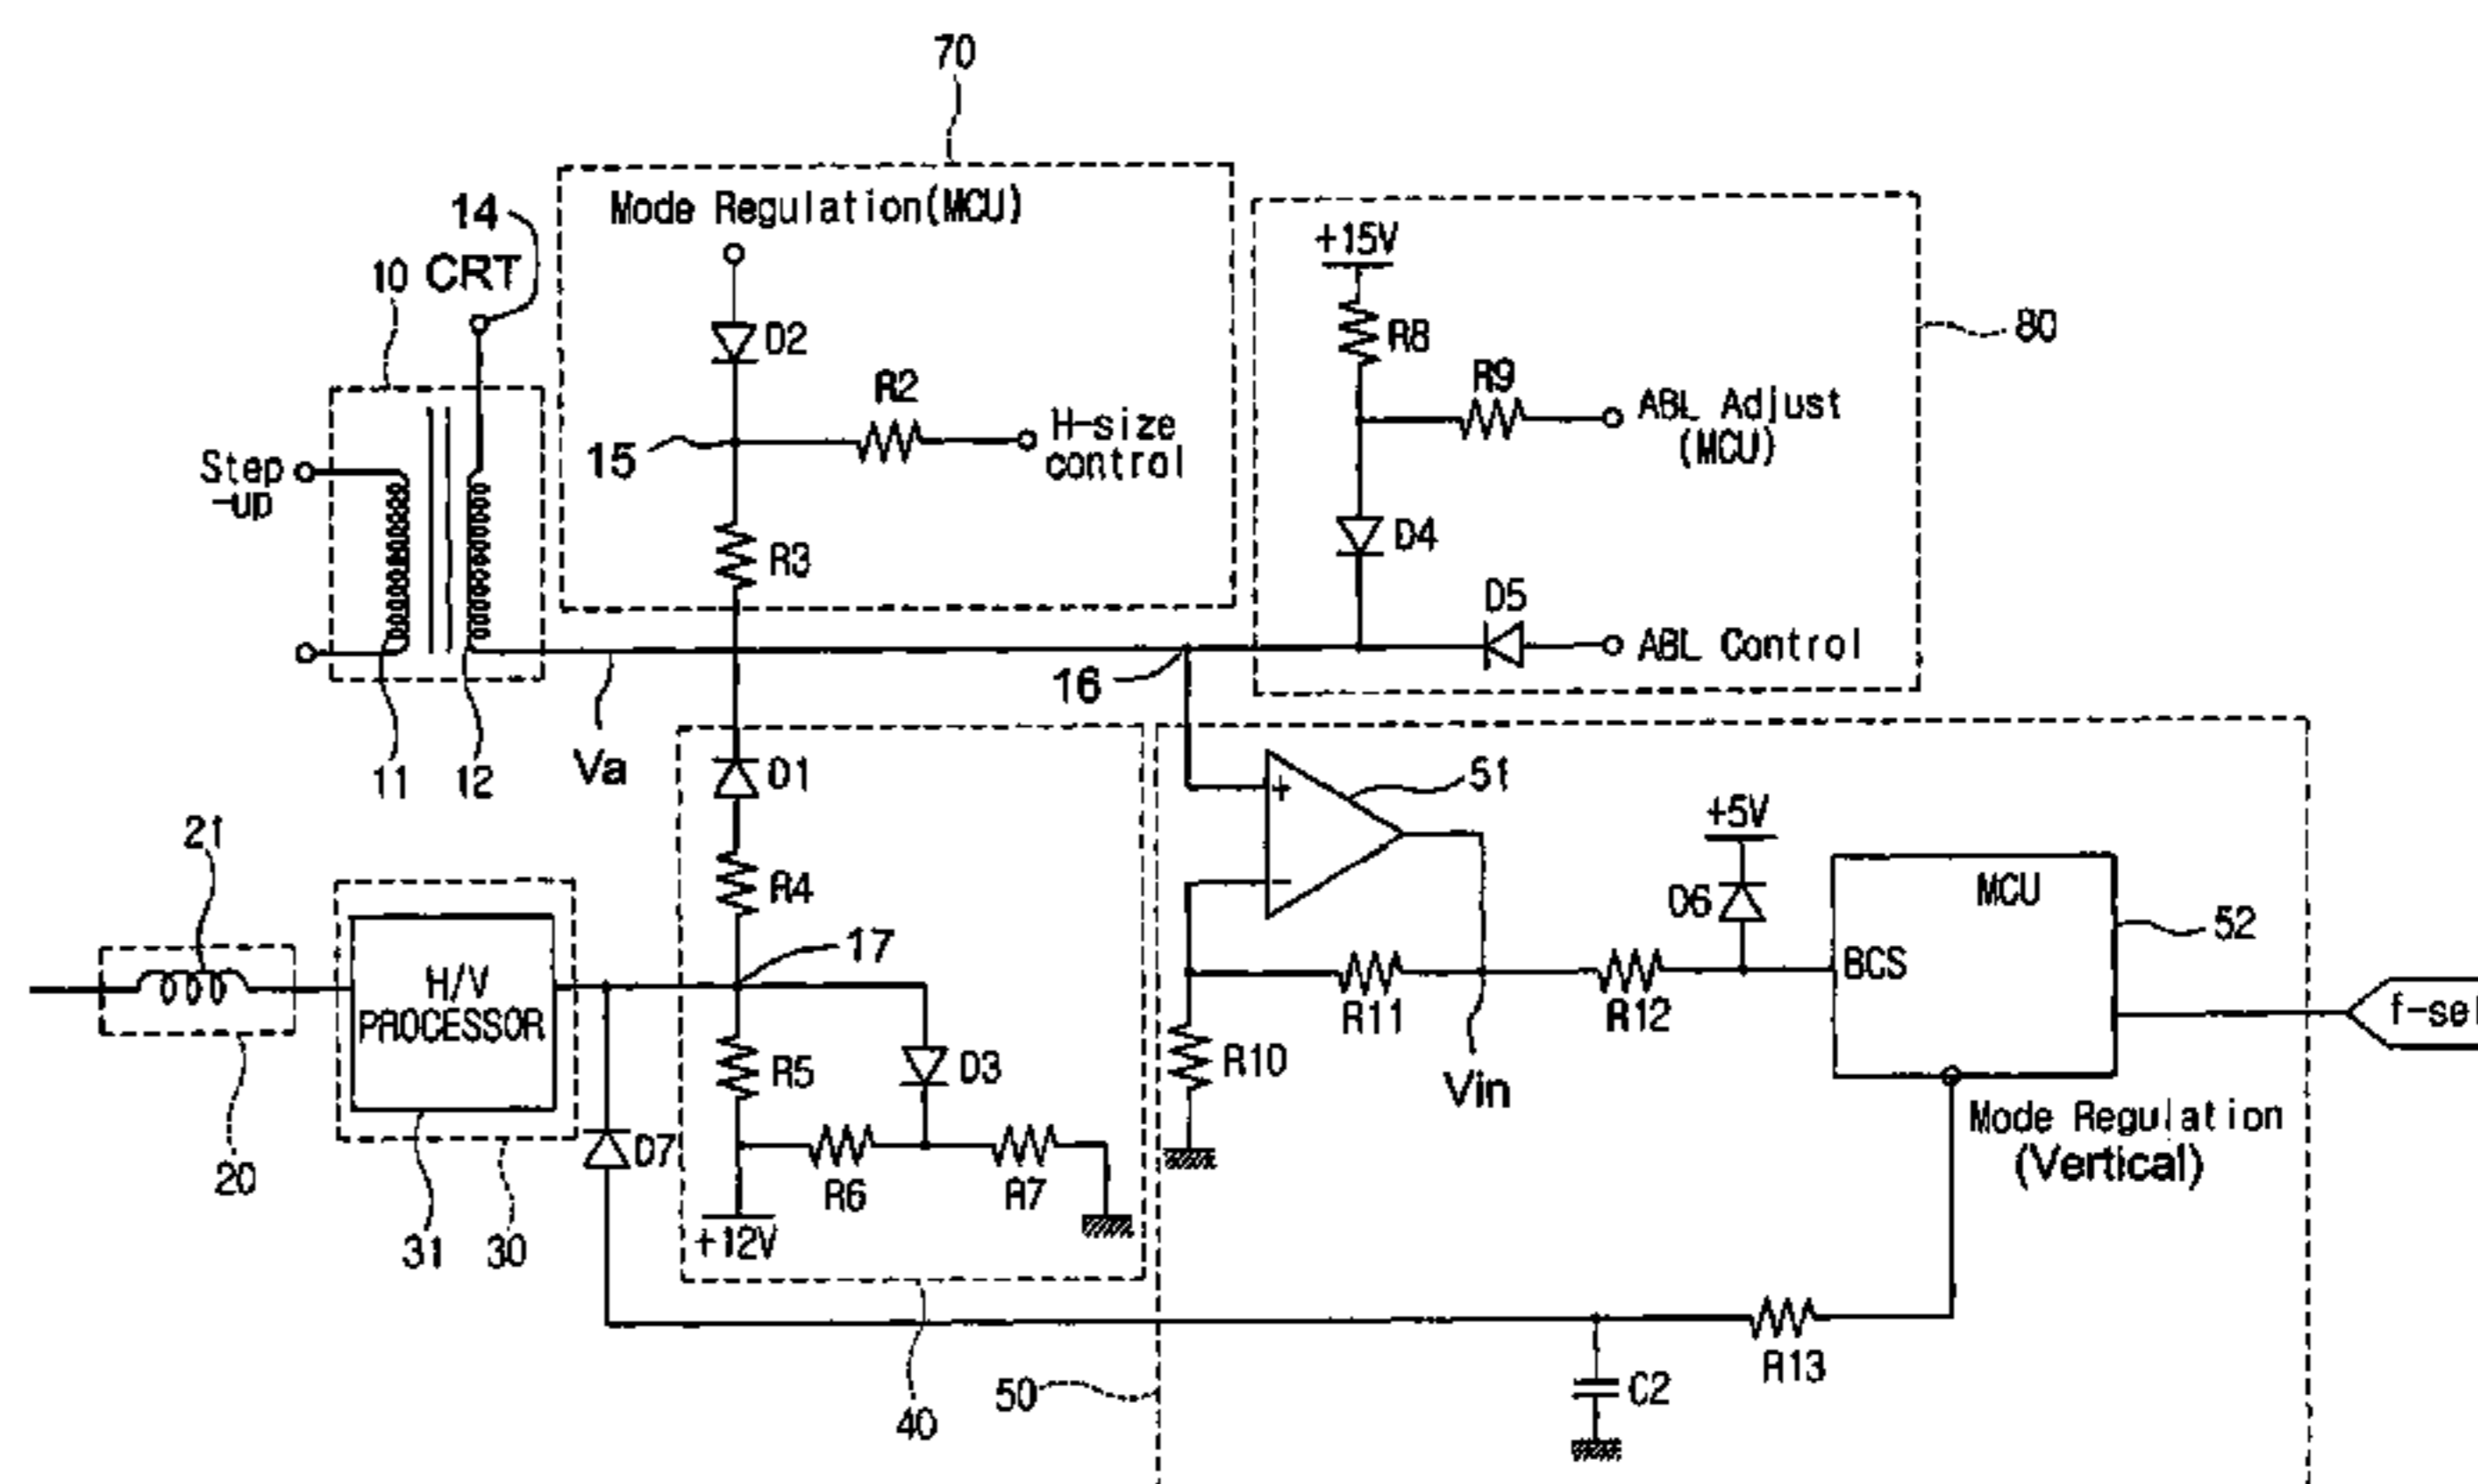 70
Mode Regulation(MCU)
14
10 CRT
+15V
D2
R8
80
R2
R9
ABL Adjust
(MCU)
H-size
control
15
Step
-up
R3
D4
D5
ABL Control
16
11
12
Va
D1
51
21
+5V
R4
D6
MCU
52
17
BCS
H/V
PROCESSOR
R11
R12
f-sel
R5
D3
R10
Vin
D7
Mode Regulation
(Vertical)
20
R6
R7
31
30
+12V
R13
50
C2
40